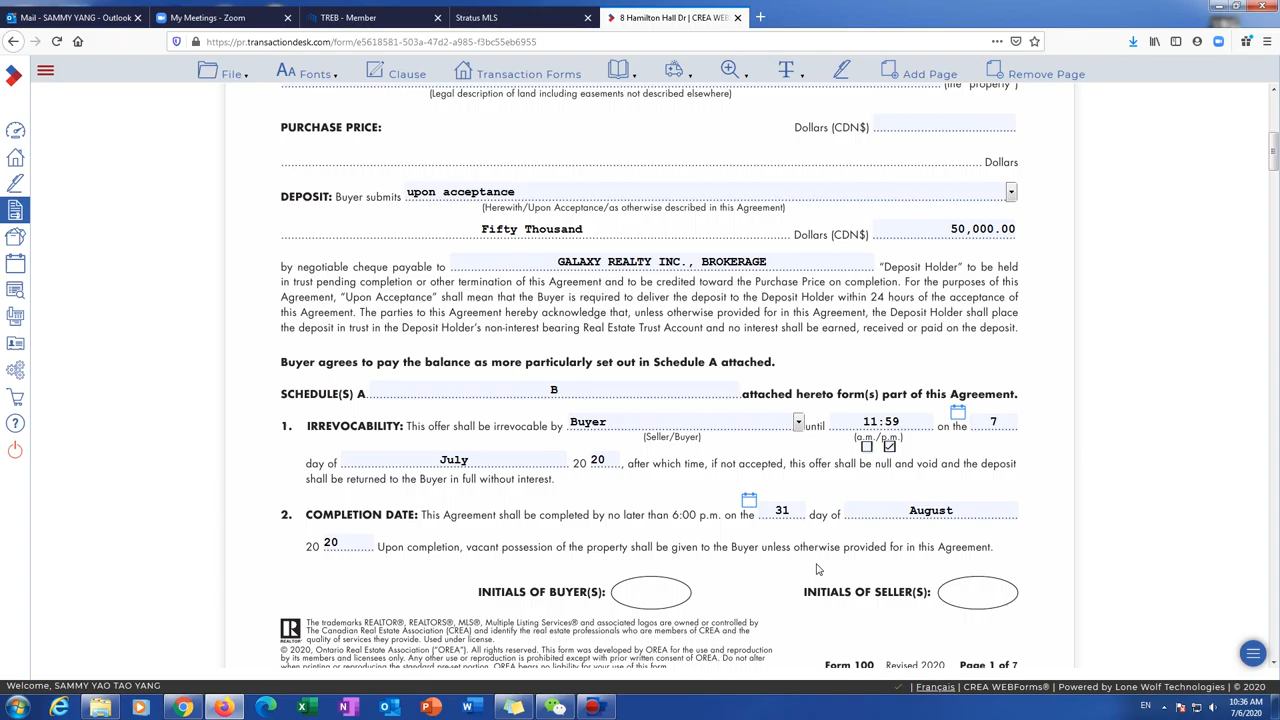 Mail - SAMMY YANG - Outlook
My Meetings - Zoom
TREB - Member
Stratus MLS
8 Hamilton Hall Dr | CREA WEB
https://pr.transactiondesk.com/form/e5618581-503a-47d2-a985-f3bc55eb6955
File
Fonts
Clause
Transaction Forms
Add Page
Remove Page
(the "property")
(Legal description of land including easements not described elsewhere)
PURCHASE PRICE: Dollars (CDN$)
Dollars
DEPOSIT: Buyer submits upon acceptance
(Herewith/Upon Acceptance/as otherwise described in this Agreement)
Fifty Thousand Dollars (CDN$) 50,000.00
by negotiable cheque payable to GALAXY REALTY INC., BROKERAGE "Deposit Holder" to be held
in trust pending completion or other termination of this Agreement and to be credited toward the Purchase Price on completion. For the purposes of this
Agreement, "Upon Acceptance" shall mean that the Buyer is required to deliver the deposit to the Deposit Holder within 24 hours of the acceptance
of this Agreement. The parties to this Agreement hereby acknowledge that, unless otherwise provided for in this Agreement, the Deposit Holder shall place
the deposit in trust in the Deposit Holder's non-interest bearing Real Estate Trust Account and no interest shall be earned, received or paid on the deposit.
Buyer agrees to pay the balance as more particularly set out in Schedule A attached.
SCHEDULE(S) A B attached hereto form(s) part of this Agreement.
1. IRREVOCABILITY: This offer shall be irrevocable by Buyer until 11:59 on the 7
(Seller/Buyer) (a.m./p.m.)
day of July 20 20, after which time, if not accepted, this offer shall be null and void and the deposit
shall be returned to the Buyer in full without interest.
2. COMPLETION DATE: This Agreement shall be completed by no later than 6:00 p.m. on the 31 day of August
20 20 Upon completion, vacant possession of the property shall be given to the Buyer unless otherwise provided for in this Agreement.
INITIALS OF BUYER(S): INITIALS OF SELLER(S):
The trademarks REALTOR®, REALTORS®, MLS®, Multiple Listing Services® and associated logos are owned or controlled by
The Canadian Real Estate Association (CREA) and identify the real estate professionals who are members of CREA and the
quality of services they provide. Used under license.
© 2020, Ontario Real Estate Association ("OREA"). All rights reserved. This form was developed by OREA for the use and reproduction
by its members and licensees only. Any other use or reproduction is prohibited except with prior written consent of OREA. Do not alter
when printing or reproducing the standard pre-set portion. OREA bears no liability for your use of this form.
Form 100 Revised 2020 Page 1 of 7
Welcome, SAMMY YAO TAO YANG
| Français | CREA WEBForms® | Powered by Lone Wolf Technologies | © 2020
EN
10:36 AM
7/6/2020